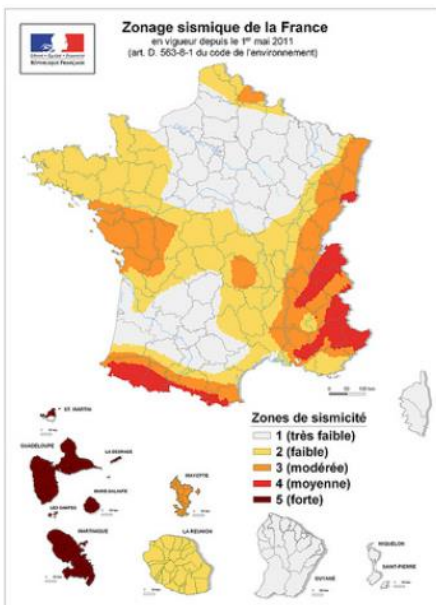 Zonage sismique de la France
en vigueur depuis le 1er mai 2011
(art. D. 563-8-1 du code de l'environnement)
RÉPUBLIQUE FRANÇAISE
ST. MARTIN
GUADELOUPE
LA DESIRADE
MARIE-GALANTE
LES SAINTES
MARTINIQUE
MAYOTTE
LA REUNION
Zones de sismicité
1 (très faible)
2 (faible)
3 (modérée)
4 (moyenne)
5 (forte)
GUYANE
MIQUELON
SAINT-PIERRE